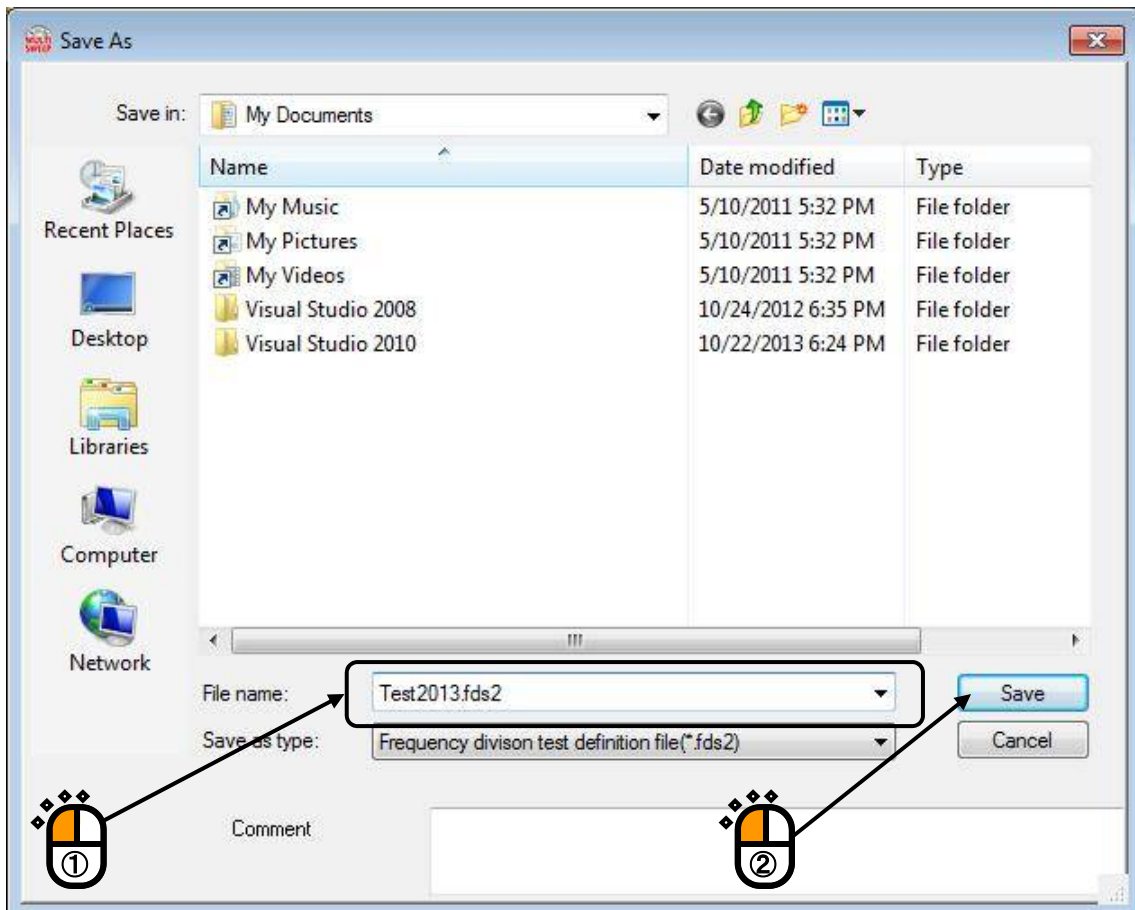 Save As
Save in: My Documents
Name Date modified Type
My Music 5/10/2011 5:32 PM File folder
My Pictures 5/10/2011 5:32 PM File folder
My Videos 5/10/2011 5:32 PM File folder
Visual Studio 2008 10/24/2012 6:35 PM File folder
Visual Studio 2010 10/22/2013 6:24 PM File folder
Recent Places
Desktop
Libraries
Computer
Network
File name: Test2013.fds2 Save
Save as type: Frequency divison test definition file(*.fds2) Cancel
Comment
① ②